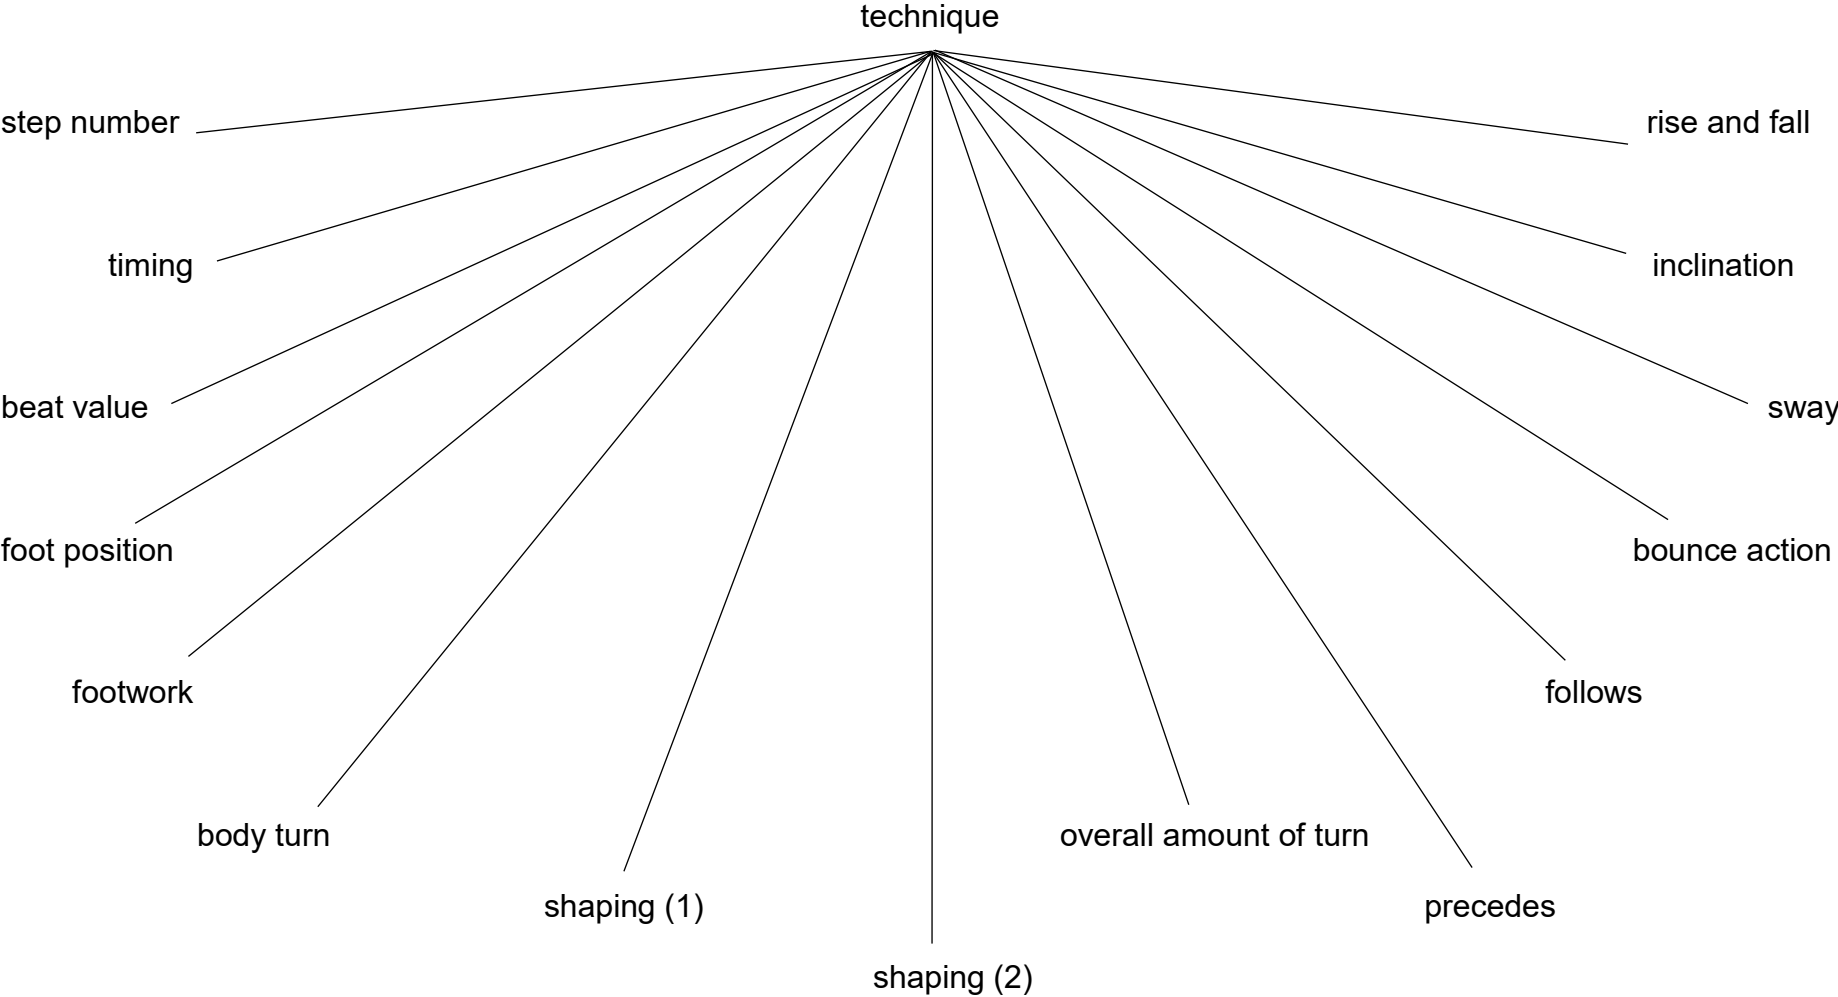 technique
step number
rise and fall
timing
inclination
beat value
sway
foot position
bounce action
footwork
follows
body turn
overall amount of turn
shaping (1)
precedes
shaping (2)